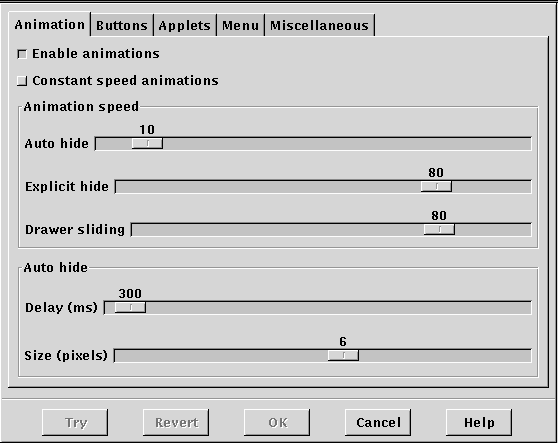 Animation Buttons Applets Menu Miscellaneous
Enable animations
Constant speed animations
Animation speed
10
Auto hide
80
Explicit hide
80
Drawer sliding
Auto hide
300
Delay (ms)
6
Size (pixels)
Try Revert OK Cancel Help